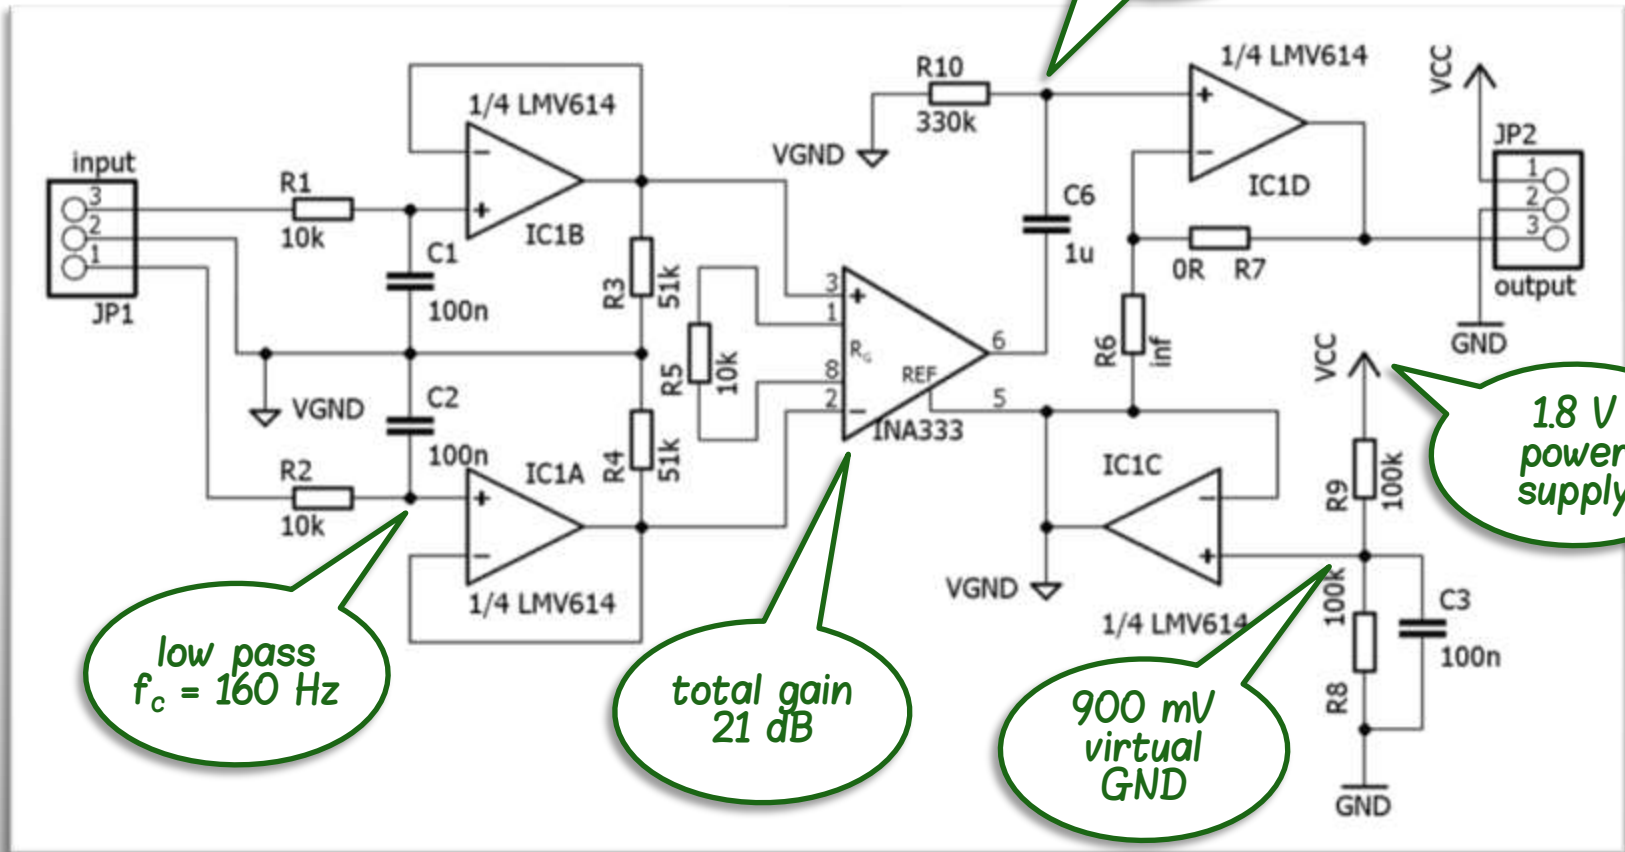 input
3
2
1
JP1
R1
10k
R2
10k
C1
100n
VGND
C2
100n
1/4 LMV614
IC1B
IC1A
1/4 LMV614
R3
51k
R4
51k
R5
10k
3
1
8
2
6
5
RG
REF
INA333
VGND
R10
330k
C6
1u
1/4 LMV614
IC1D
0R R7
R6
inf
VCC
JP2
1
2
3
output
GND
VCC
R9
100k
IC1C
VGND
1/4 LMV614
100k
R8
C3
100n
GND
low pass
fc = 160 Hz
total gain
21 dB
900 mV
virtual
GND
1.8 V
power
supply